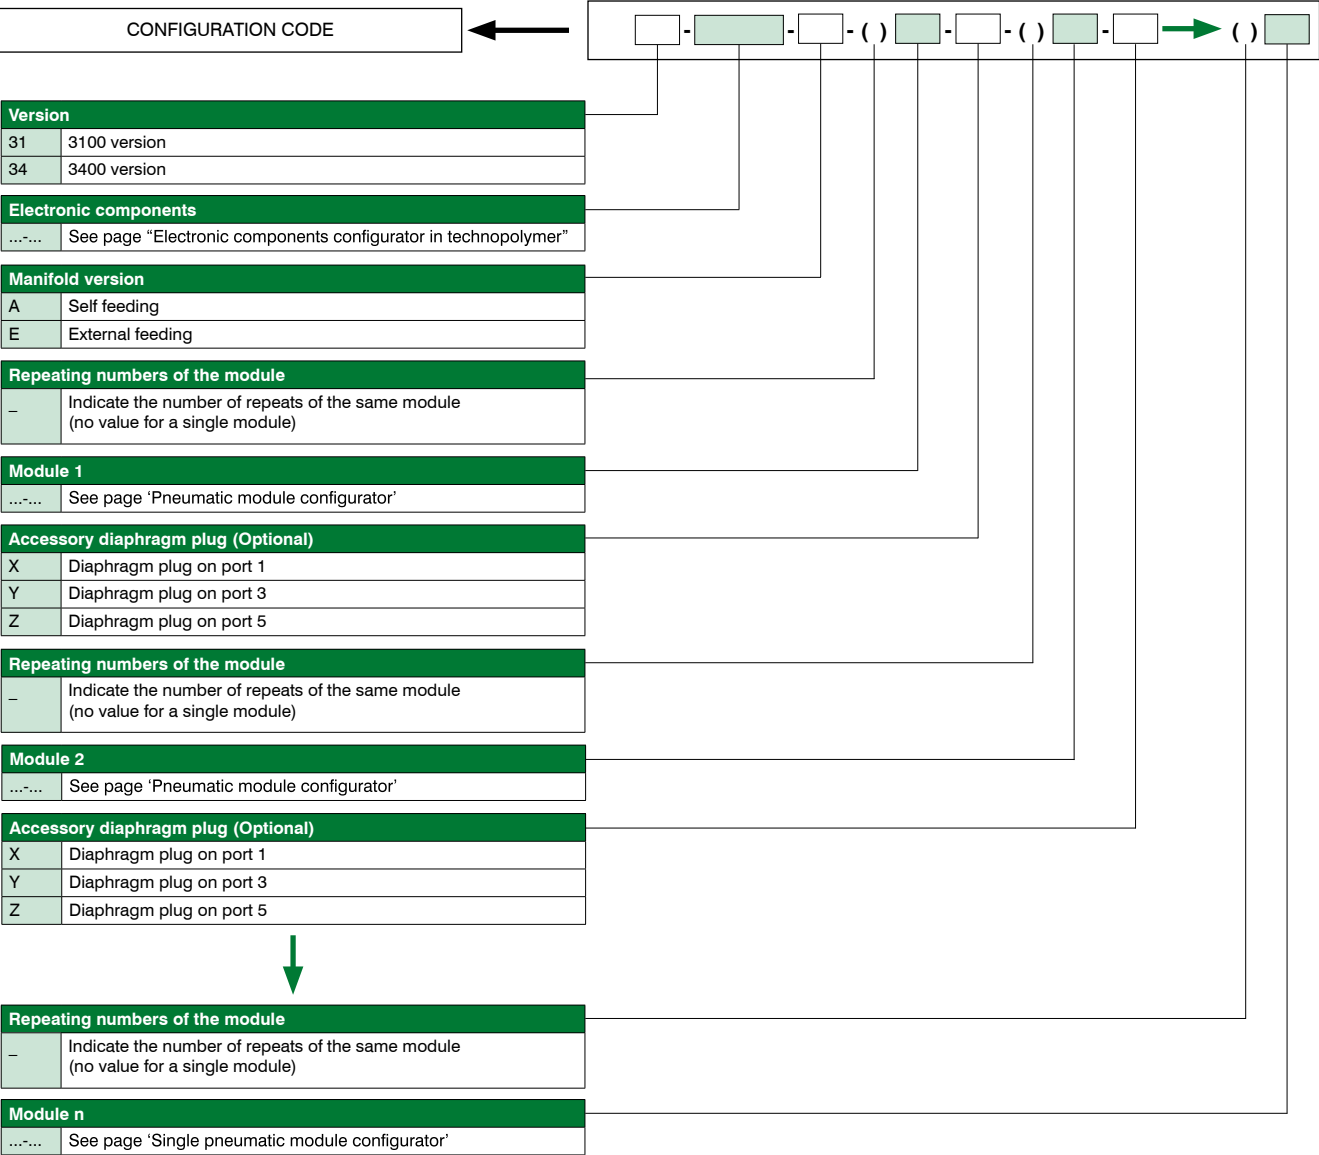 CONFIGURATION CODE
- - - ( ) - - ( ) - ( )
Version
31 3100 version
34 3400 version
Electronic components
...-... See page “Electronic components configurator in technopolymer”
Manifold version
A Self feeding
E External feeding
Repeating numbers of the module
_ Indicate the number of repeats of the same module
(no value for a single module)
Module 1
...-... See page ‘Pneumatic module configurator’
Accessory diaphragm plug (Optional)
X Diaphragm plug on port 1
Y Diaphragm plug on port 3
Z Diaphragm plug on port 5
Repeating numbers of the module
_ Indicate the number of repeats of the same module
(no value for a single module)
Module 2
...-... See page ‘Pneumatic module configurator’
Accessory diaphragm plug (Optional)
X Diaphragm plug on port 1
Y Diaphragm plug on port 3
Z Diaphragm plug on port 5
Repeating numbers of the module
_ Indicate the number of repeats of the same module
(no value for a single module)
Module n
...-... See page ‘Single pneumatic module configurator’